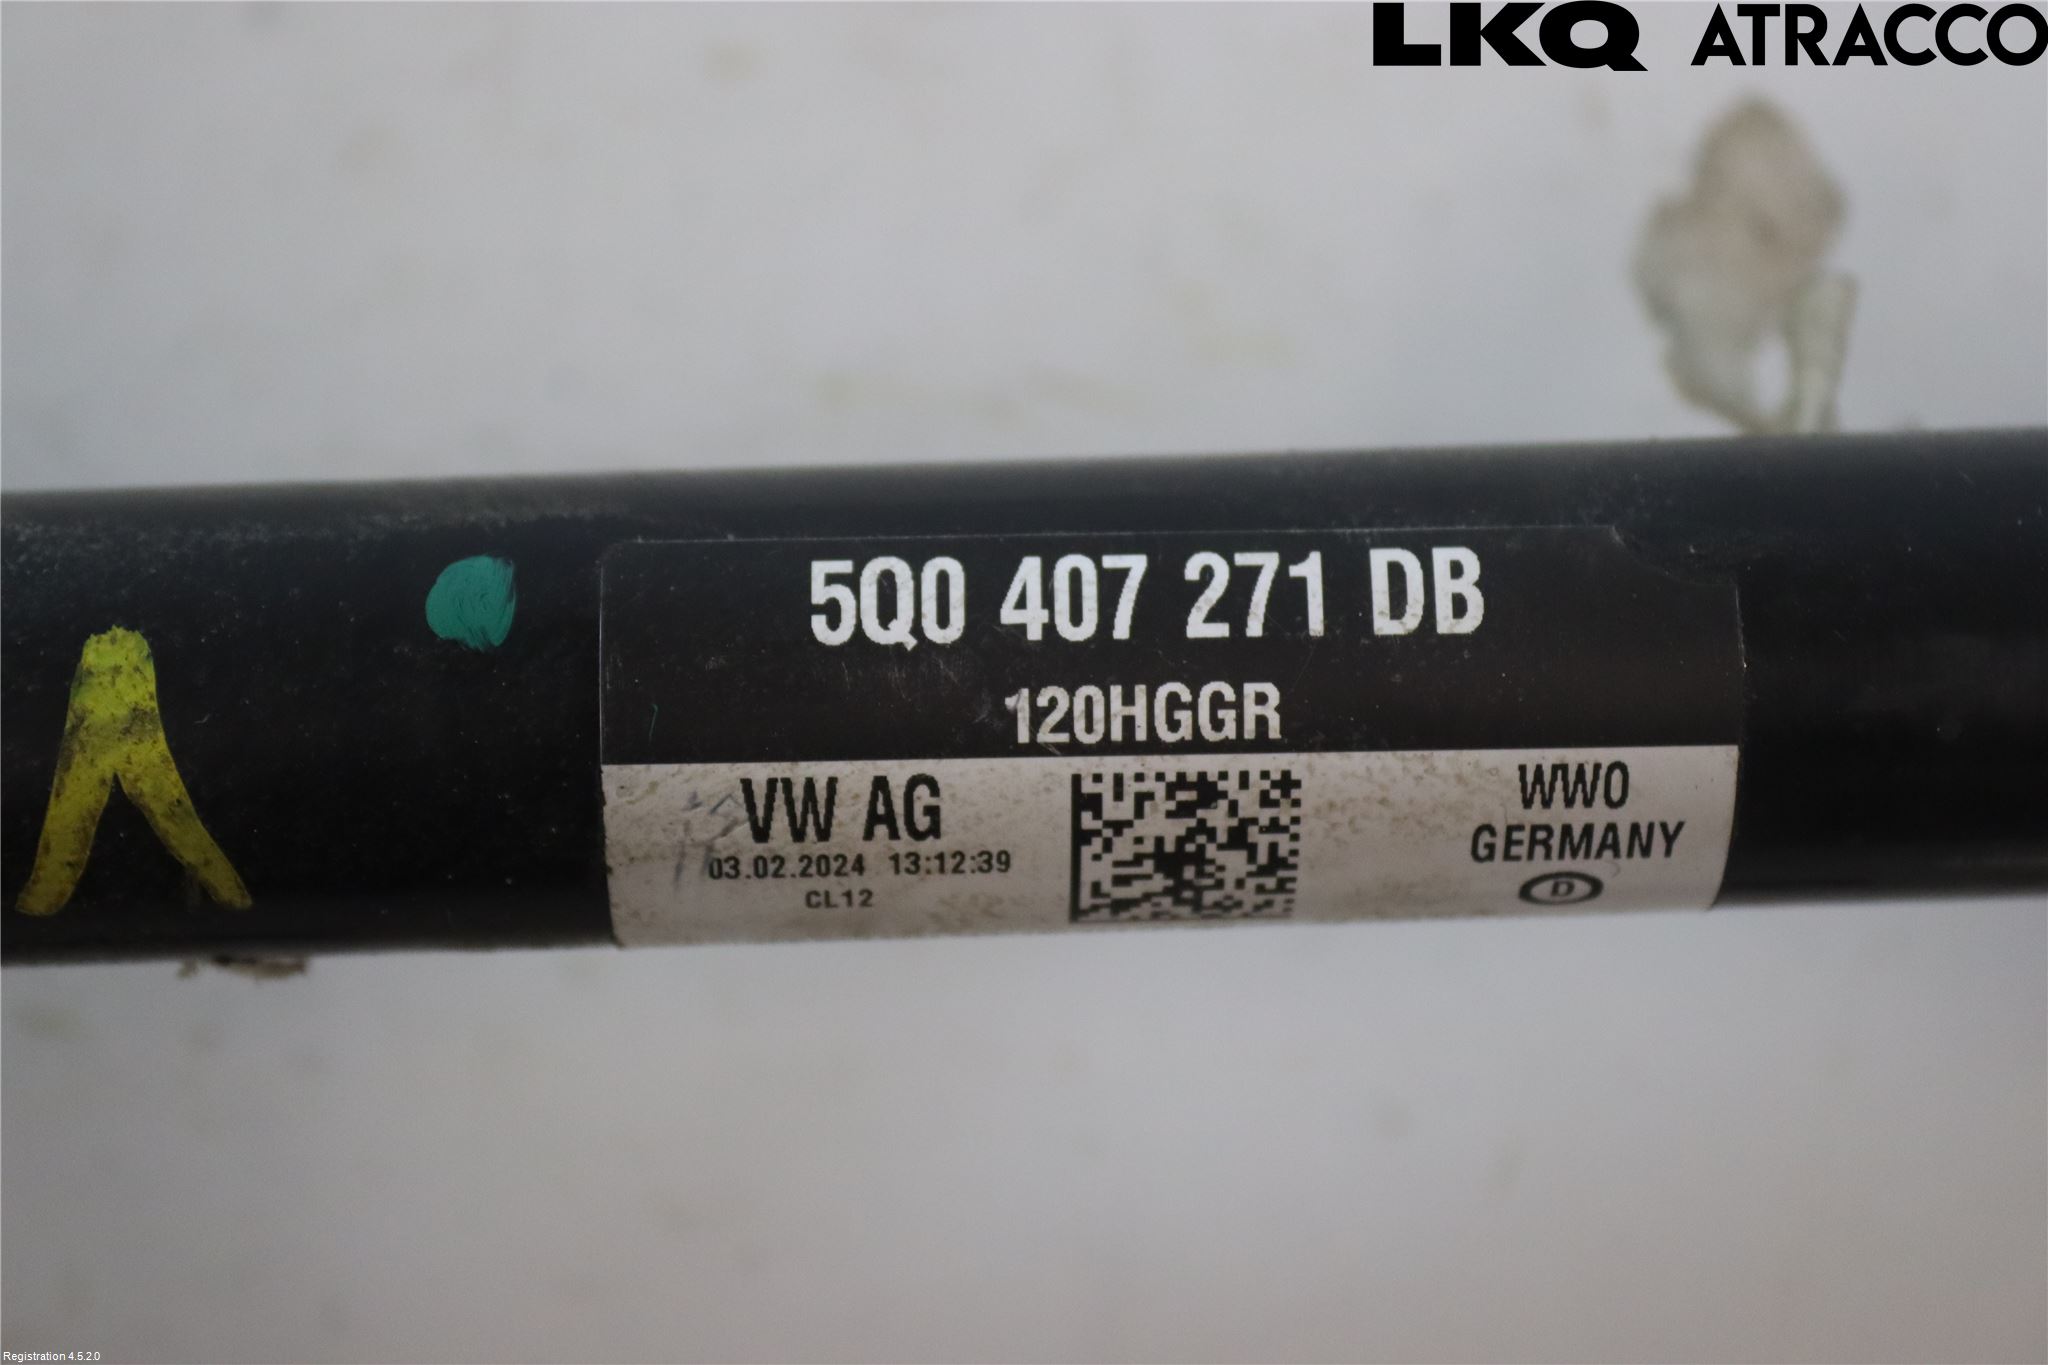 LKQ ATRACCO
5Q0 407 271 DB
120HGGR
VW AG
03.02.2024 13:12:39
CL12
WWO
GERMANY
D
Registration 4.5.2.0